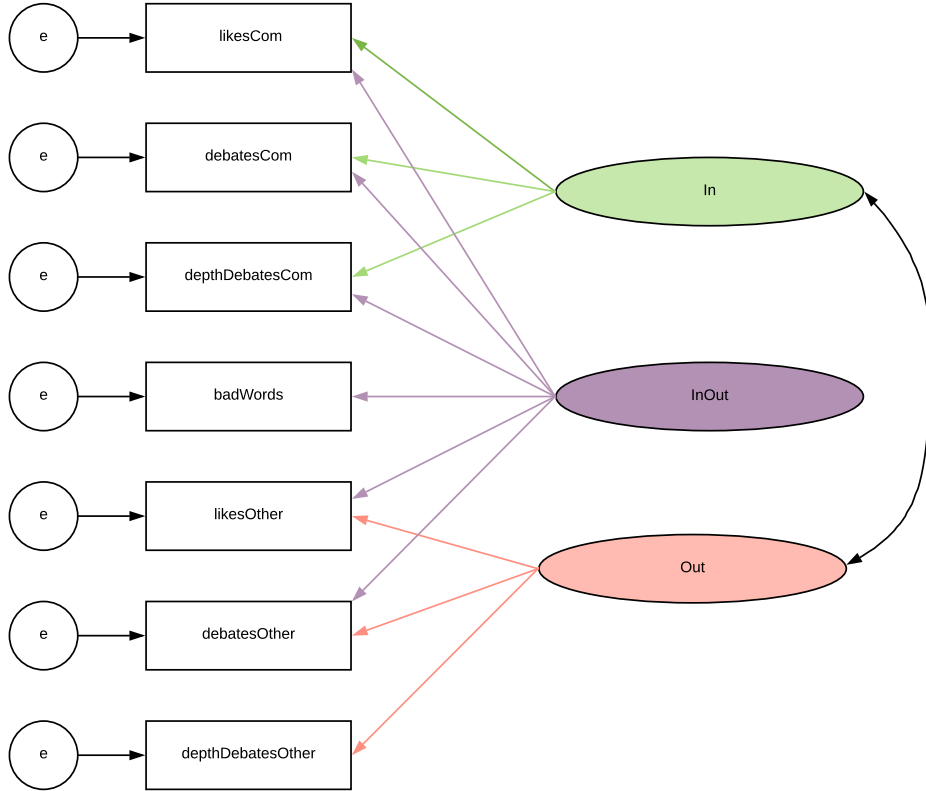 e
likesCom
e
debatesCom
In
e
depthDebatesCom
e
badWords
InOut
e
likesOther
Out
e
debatesOther
e
depthDebatesOther